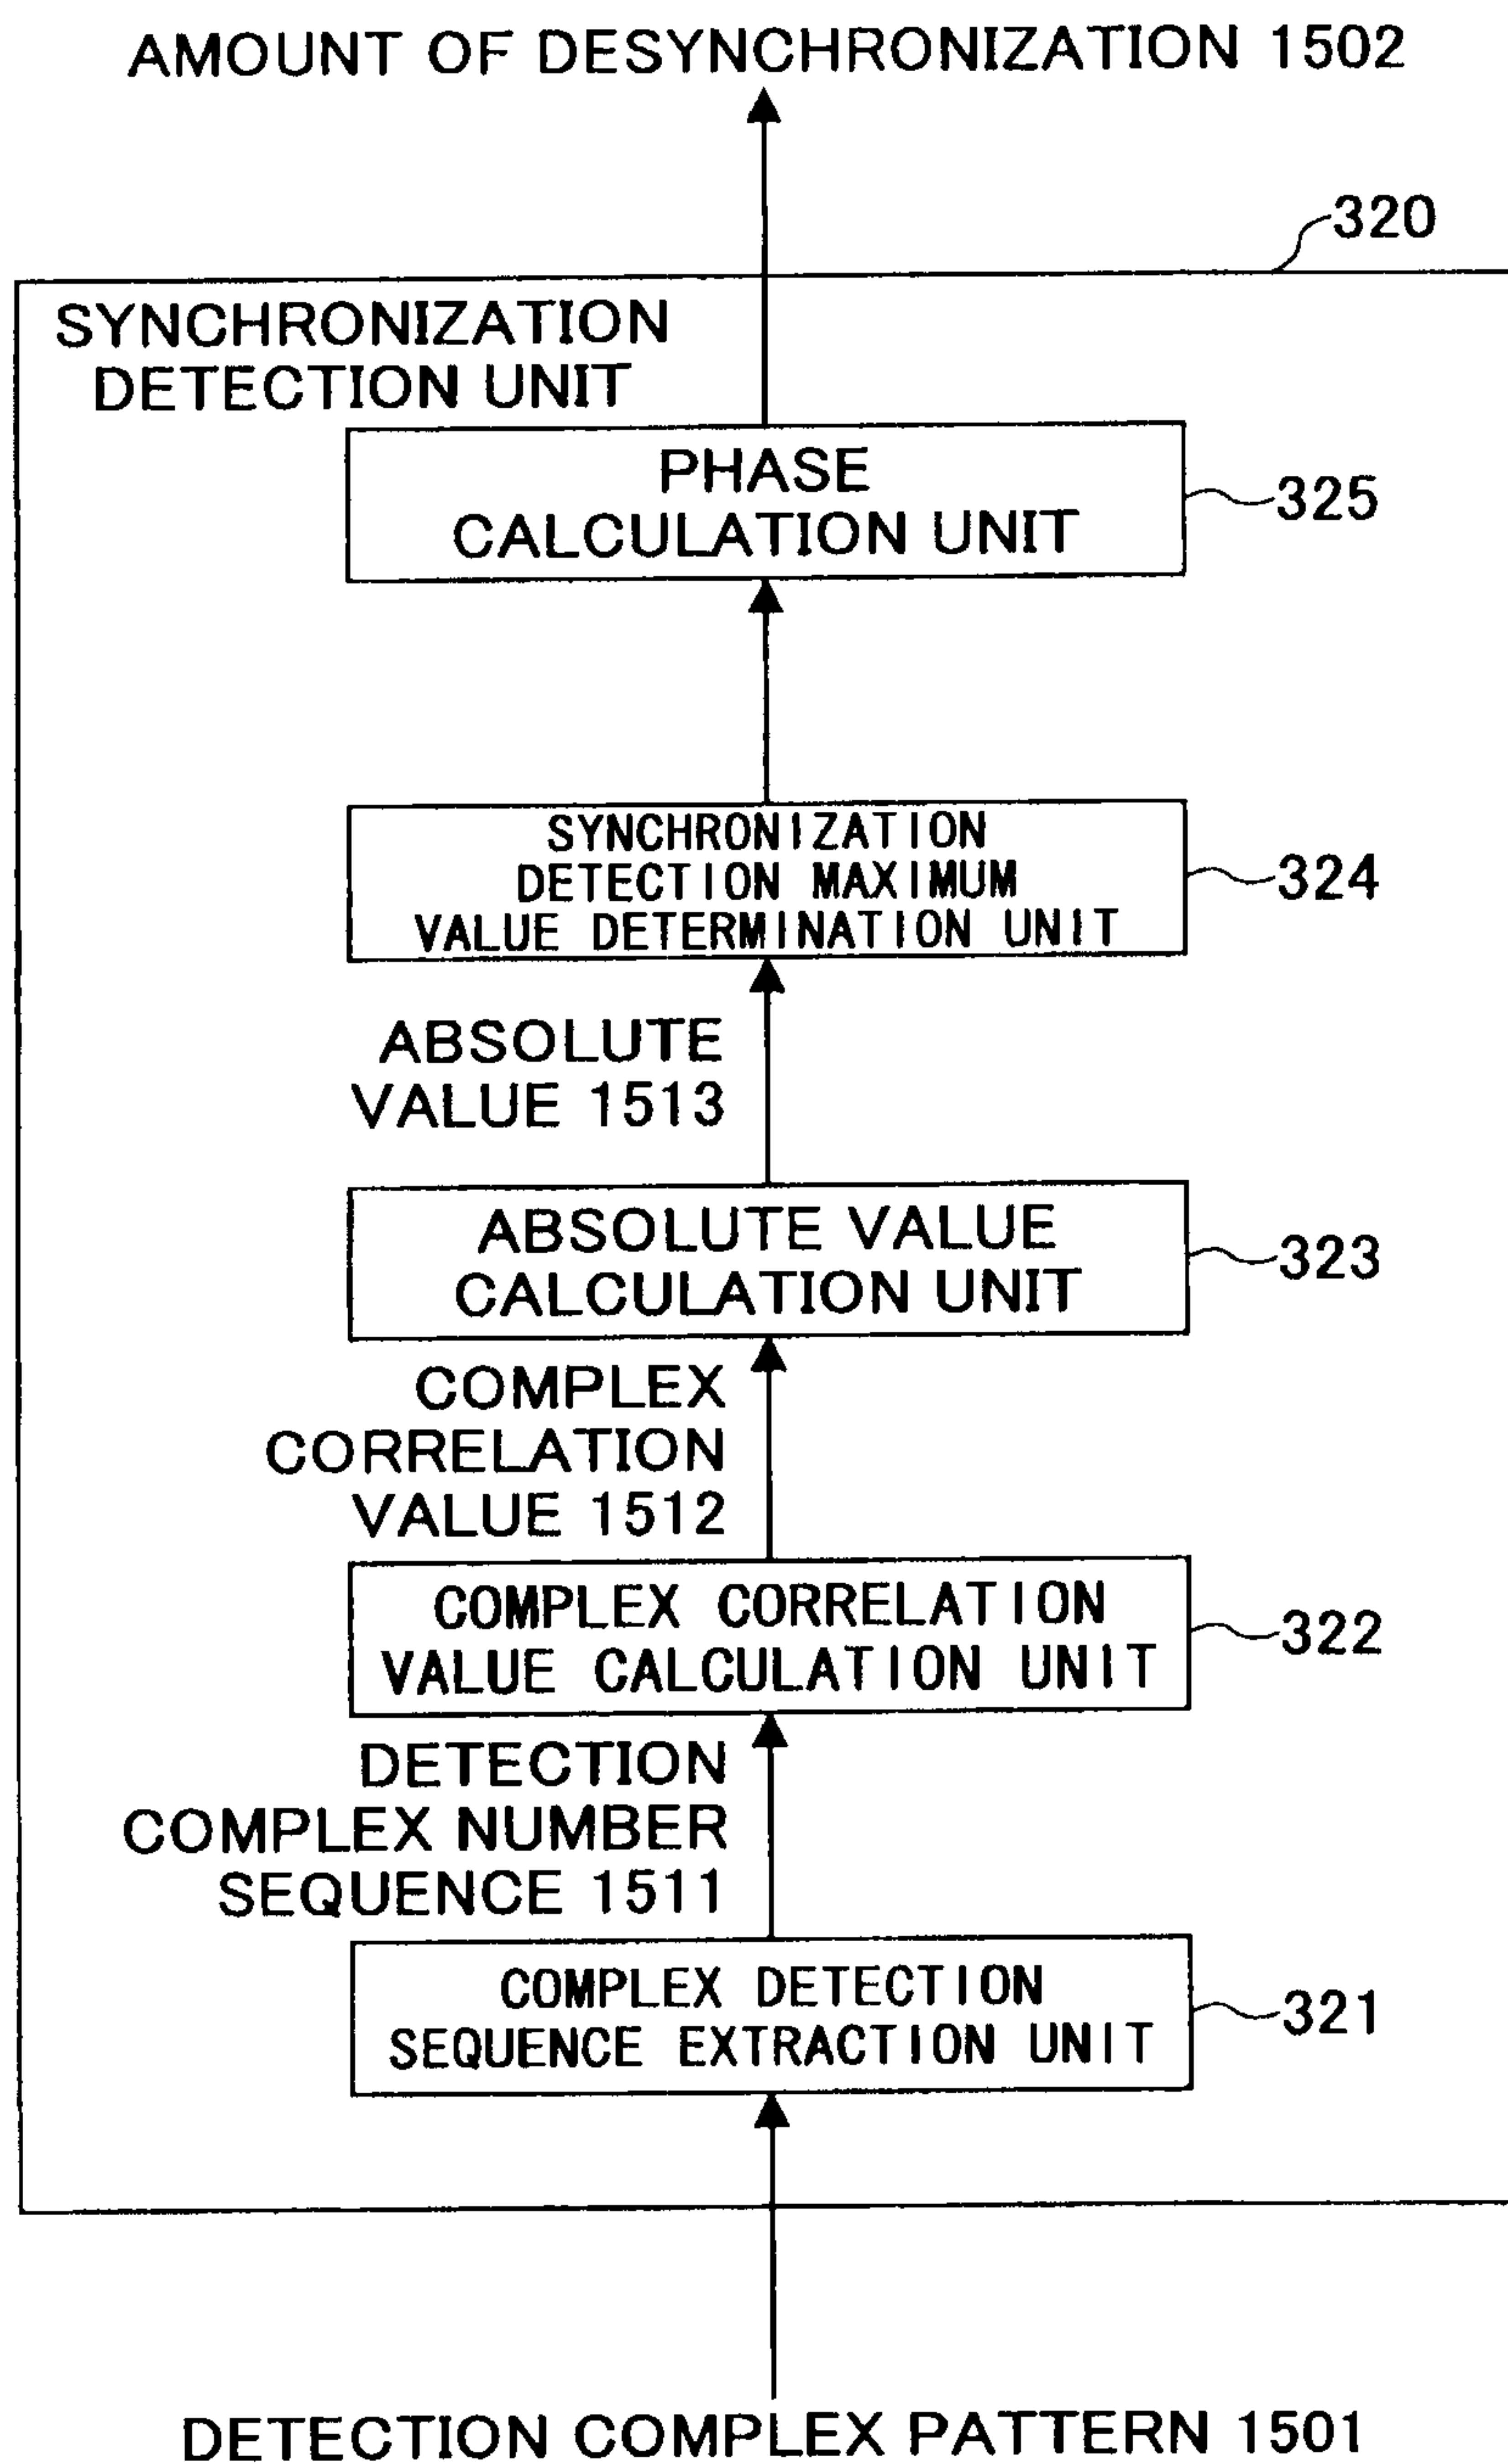 AMOUNT OF DESYNCHRONIZATION 1502
320
SYNCHRONIZATION
DETECTION UNIT
PHASE
CALCULATION UNIT
325
SYNCHRONIZATION
DETECTION MAXIMUM
VALUE DETERMINATION UNIT
324
ABSOLUTE
VALUE 1513
ABSOLUTE VALUE
CALCULATION UNIT
323
COMPLEX
CORRELATION
VALUE 1512
COMPLEX CORRELATION
VALUE CALCULATION UNIT
322
DETECTION
COMPLEX NUMBER
SEQUENCE 1511
COMPLEX DETECTION
SEQUENCE EXTRACTION UNIT
321
DETECTION COMPLEX PATTERN 1501